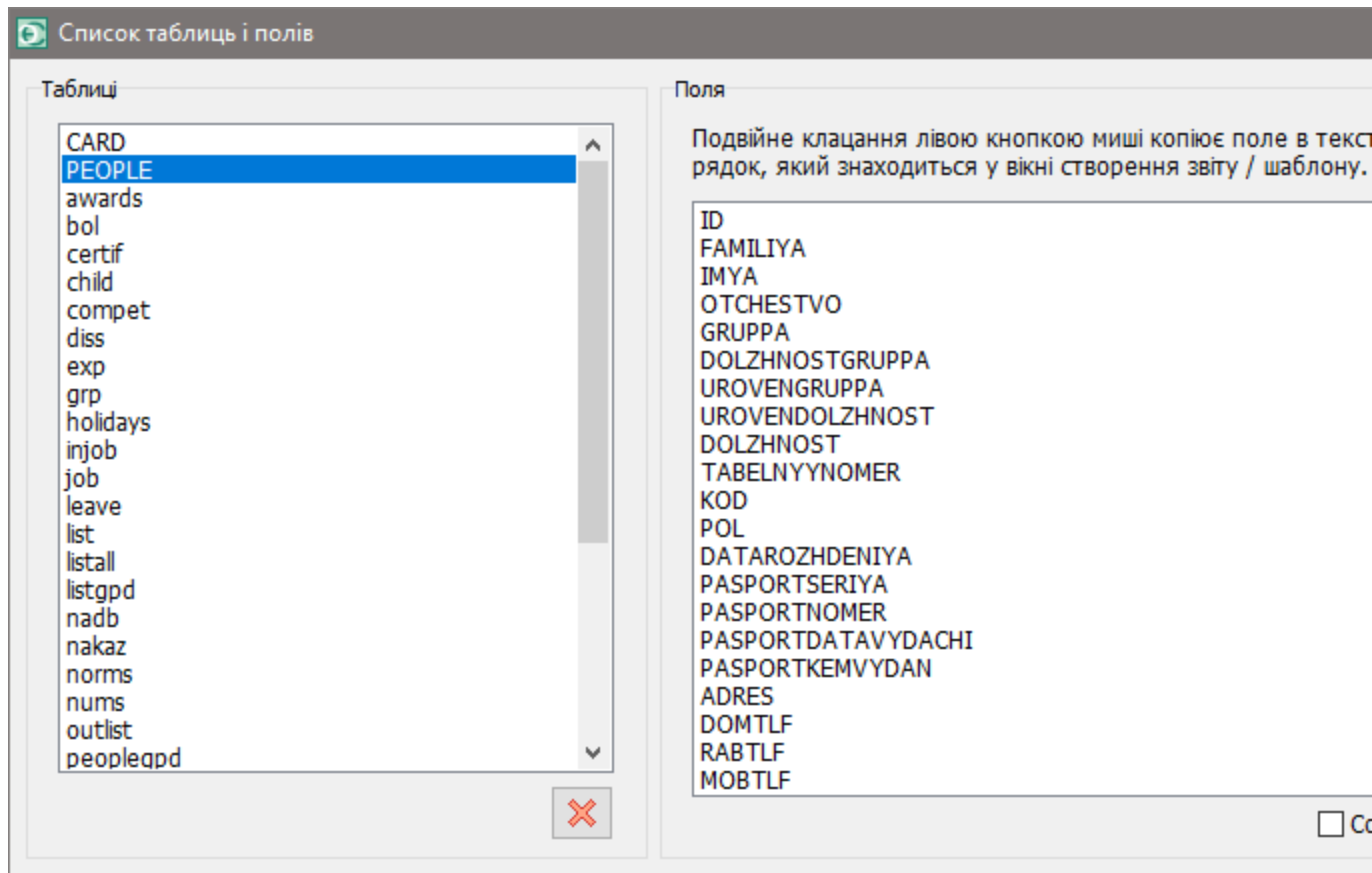 Список таблиць і полів
Таблиці
CARD
PEOPLE
awards
bol
certif
child
compet
diss
exp
grp
holidays
injob
job
leave
list
listall
listgpd
nadb
nakaz
norms
nums
outlist
peoplegpd
Поля
Подвійне клацання лівою кнопкою миші копіює поле в текст
рядок, який знаходиться у вікні створення звіту / шаблону.
ID
FAMILIYA
IMYA
OTCHESTVO
GRUPPA
DOLZHNOSTGRUPPA
UROVENGRUPPA
UROVENDOLZHNOST
DOLZHNOST
TABELNYYNOMER
KOD
POL
DATAROZHDENIYA
PASPORTSERIYA
PASPORTNOMER
PASPORTDATAVYDACHI
PASPORTKEMVYDAN
ADRES
DOMTLF
RABTLF
MOBTLF